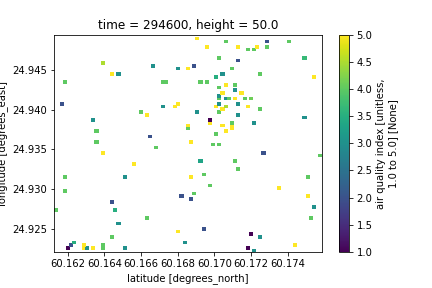 time = 294600, height = 50.0
24.945
24.940
24.935
24.930
24.925
longitude [degrees_east]
60.162 60.164 60.166 60.168 60.170 60.172 60.174
latitude [degrees_north]
5.0
4.5
4.0
3.5
3.0
2.5
2.0
1.5
1.0
air quality index [unitless,
1.0 to 5.0] [None]